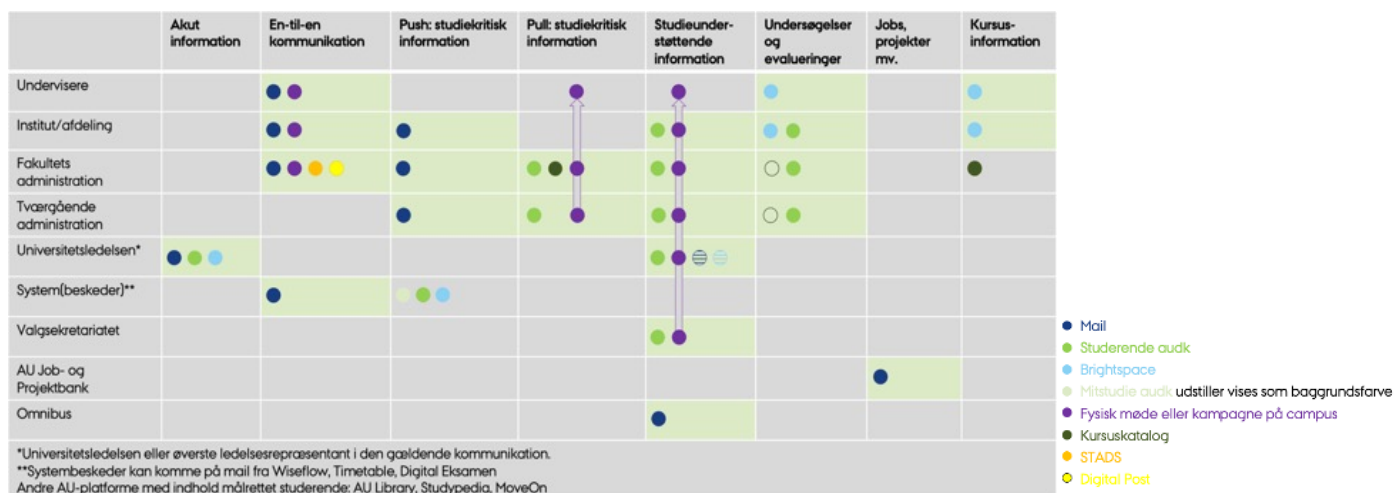 Akut
information
En-til-en
kommunikation
Push: studiekritisk
information
Pull: studiekritisk
information
Studieunder-
støttende
information
Undersøgelser
og
evalueringer
Jobs,
projekter
mv.
Kursus-
information
Undervisere
Institut/afdeling
Fakultets
administration
Tværgående
administration
Universitetsledelsen*
System(beskeder)**
Valgsekretariatet
AU Job- og
Projektbank
Omnibus
*Universitetsledelsen eller øverste ledelsesrepræsentant i den gældende kommunikation.
**Systembeskeder kan komme på mail fra Wiseflow, Timetable, Digital Eksamen
Andre AU-platforme med indhold målrettet studerende: AU Library, Studypedia, MoveOn
Mail
Studerende audk
Brightspace
Mitstudie audk udstiller vises som baggrundsfarve
Fysisk møde eller kampagne på campus
Kursuskatalog
STADS
Digital Post